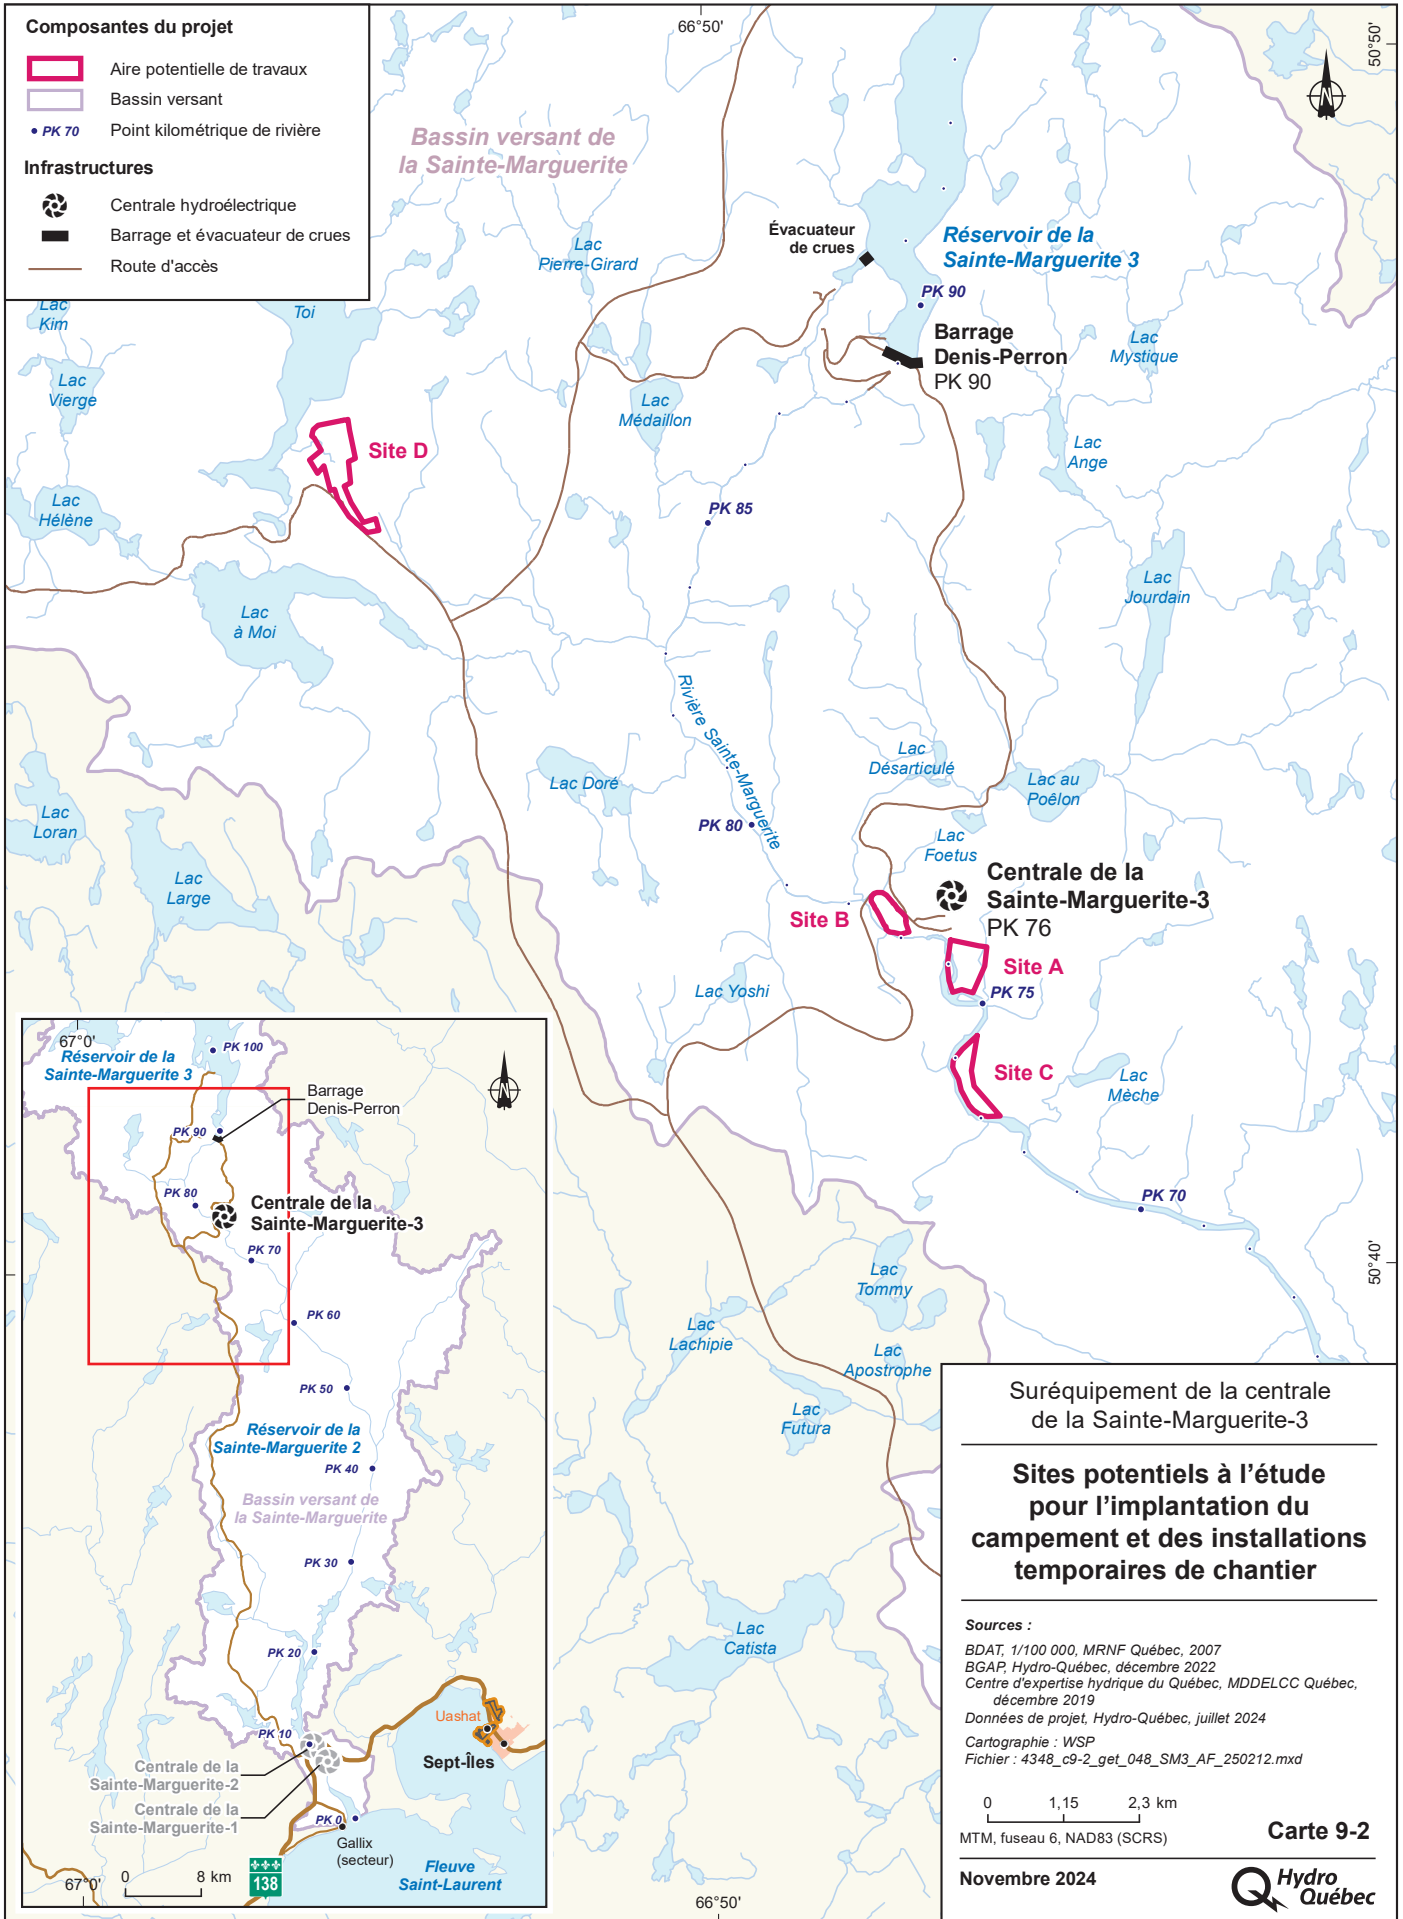 Composantes du projet
Aire potentielle de travaux
Bassin versant
PK 70 Point kilométrique de rivière
Infrastructures
Centrale hydroélectrique
Barrage et évacuateur de crues
Route d'accès
66°50'
50°50'
Bassin versant de
la Sainte-Marguerite
Évacuateur
de crues
Réservoir de la
Sainte-Marguerite 3
Lac
Pierre-Girard
PK 90
Barrage
Denis-Perron
PK 90
Lac
Kim
Toi
Lac
Mystique
Lac
Vierge
Lac
Médaillon
Site D
Lac
Ange
Lac
Hélène
PK 85
Lac
Jourdain
Lac
à Moi
Rivière Sainte-Marguerite
Lac
Désarticulé
Lac Doré
Lac au
Poêlon
Lac
Loran
PK 80
Lac
Foetus
Lac
Large
Centrale de la
Sainte-Marguerite-3
PK 76
Site B
Site A
Lac Yoshi
PK 75
Site C
Lac
Mèche
PK 70
50°40'
Lac
Tommy
Lac
Lachipie
Lac
Apostrophe
Lac
Futura
Lac
Catista
66°50'
67°0'
Réservoir de la
Sainte-Marguerite 3
PK 100
Barrage
Denis-Perron
PK 90
PK 80
Centrale de la
Sainte-Marguerite-3
PK 70
PK 60
PK 50
Réservoir de la
Sainte-Marguerite 2
PK 40
Bassin versant de
la Sainte-Marguerite
PK 30
PK 20
Uashat
PK 10
Sept-Îles
Centrale de la
Sainte-Marguerite-2
Centrale de la
Sainte-Marguerite-1
PK 0
Gallix
(secteur)
Fleuve
Saint-Laurent
138
67°0'
0 8 km
Suréquipement de la centrale
de la Sainte-Marguerite-3
Sites potentiels à l'étude
pour l'implantation du
campement et des installations
temporaires de chantier
Sources :
BDAT, 1/100 000, MRNF Québec, 2007
BGAP, Hydro-Québec, décembre 2022
Centre d'expertise hydrique du Québec, MDDELCC Québec,
décembre 2019
Données de projet, Hydro-Québec, juillet 2024
Cartographie : WSP
Fichier : 4348_c9-2_get_048_SM3_AF_250212.mxd
0 1,15 2,3 km
MTM, fuseau 6, NAD83 (SCRS)
Carte 9-2
Novembre 2024
Hydro
Québec